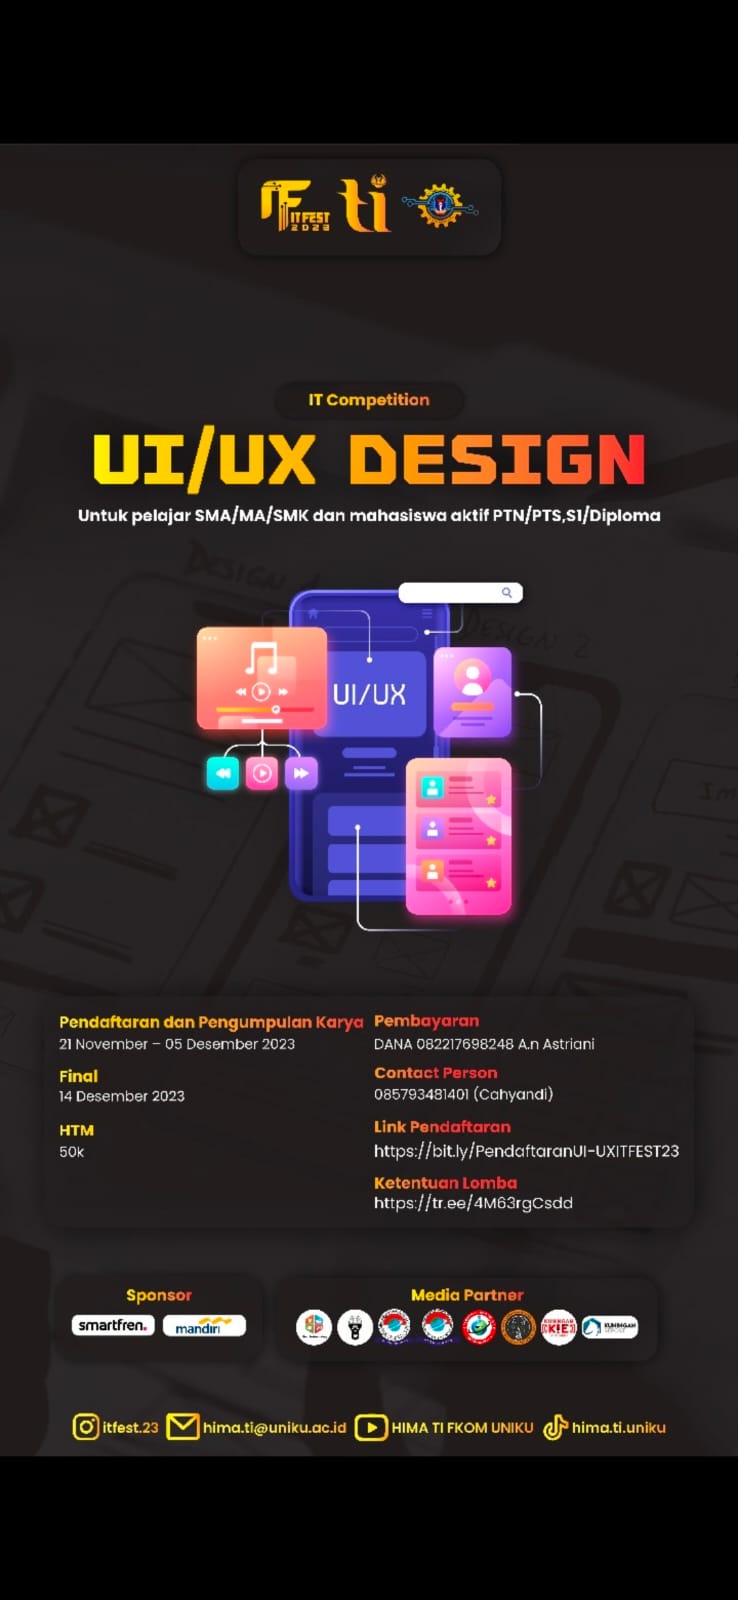 IT FEST
2023
ti
IT Competition
UI/UX DESIGN
Untuk pelajar SMA/MA/SMK dan mahasiswa aktif PTN/PTS,S1/Diploma
DESIGN
DESIGN 2
UI/UX
Pendaftaran dan Pengumpulan Karya
21 November – 05 Desember 2023
Final
14 Desember 2023
HTM
50k
Pembayaran
DANA 082217698248 A.n Astriani
Contact Person
085793481401 (Cahyandi)
Link Pendaftaran
https://bit.ly/PendaftaranUI-UXITFEST23
Ketentuan Lomba
https://tr.ee/4M63rgCsdd
Sponsor
smartfren.
mandiri
Media Partner
KUNINGAN
itfest.23
hima.ti@uniku.ac.id
HIMA TI FKOM UNIKU
hima.ti.uniku